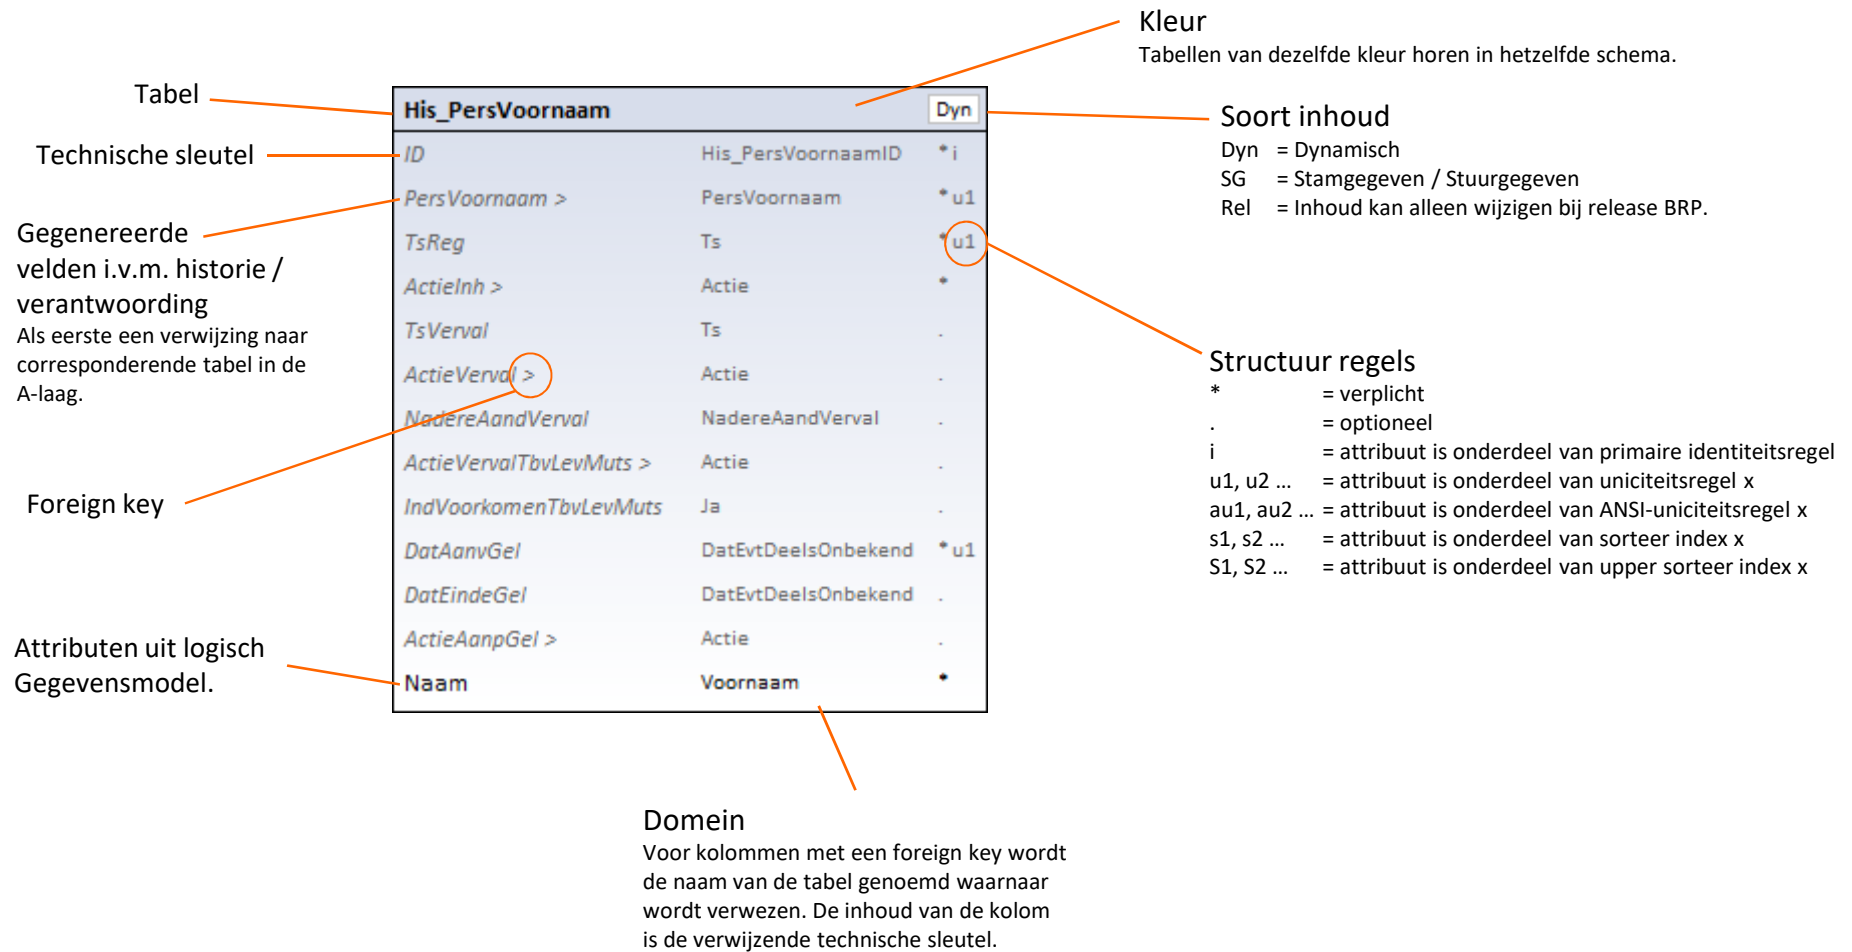 Kleur
Tabellen van dezelfde kleur horen in hetzelfde schema.
Tabel
Technische sleutel
Gegenereerde
velden i.v.m. historie /
verantwoording
Als eerste een verwijzing naar
corresponderende tabel in de
A-laag.
Foreign key
Attributen uit logisch
Gegevensmodel.
His_PersVoornaam Dyn
ID His_PersVoornaamID * i
PersVoornaam > PersVoornaam * u1
TsReg Ts * u1
ActieInh > Actie *
TsVerval Ts .
ActieVerval > Actie .
NadereAandVerval NadereAandVerval .
ActieVervalTbvLevMuts > Actie .
IndVoorkomenTbvLevMuts Ja .
DatAanvGel DatEvtDeelsOnbekend * u1
DatEindeGel DatEvtDeelsOnbekend .
ActieAanpGel > Actie .
Naam Voornaam *
Soort inhoud
Dyn = Dynamisch
SG = Stamgegeven / Stuurgegeven
Rel = Inhoud kan alleen wijzigen bij release BRP.
Structuur regels
* = verplicht
. = optioneel
i = attribuut is onderdeel van primaire identiteitsregel
u1, u2 ... = attribuut is onderdeel van uniciteitsregel x
au1, au2 ... = attribuut is onderdeel van ANSI-uniciteitsregel x
s1, s2 ... = attribuut is onderdeel van sorteer index x
S1, S2 ... = attribuut is onderdeel van upper sorteer index x
Domein
Voor kolommen met een foreign key wordt
de naam van de tabel genoemd waarnaar
wordt verwezen. De inhoud van de kolom
is de verwijzende technische sleutel.